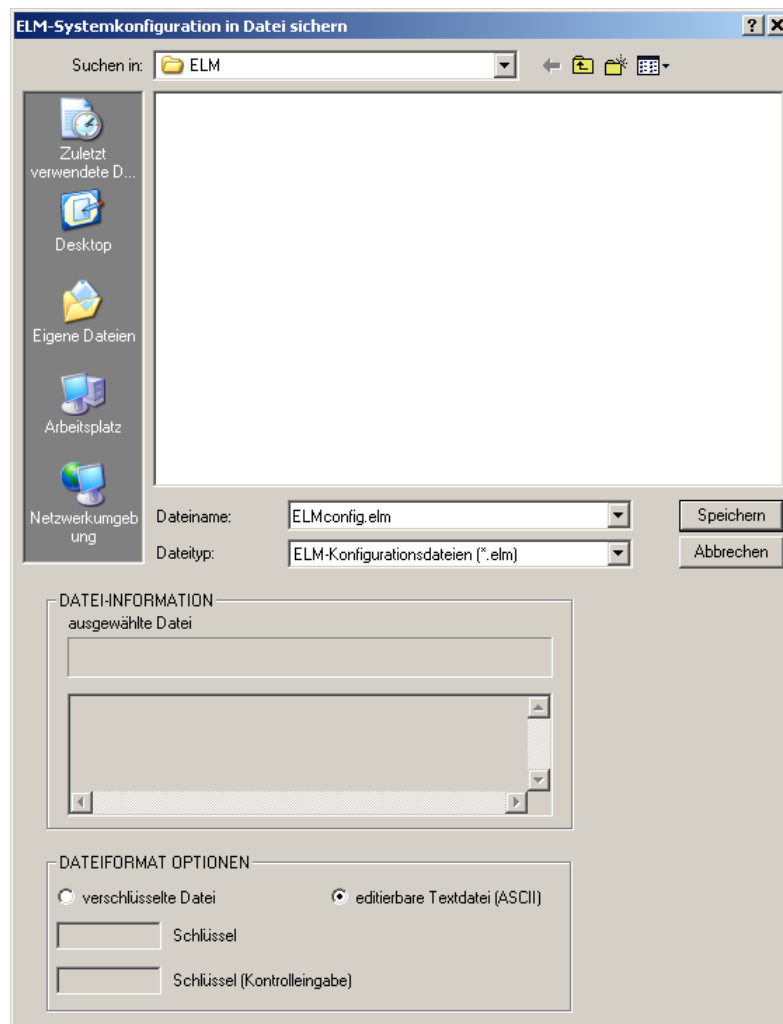 ELM-Systemkonfiguration in Datei sichern
Suchen in: ELM
Zuletzt
verwendete D...
Desktop
Eigene Dateien
Arbeitsplatz
Netzwerkumgeb
ung
Dateiname: ELMconfig.elm Speichern
Dateityp: ELM-Konfigurationsdateien (*.elm) Abbrechen
DATEI-INFORMATION
ausgewählte Datei
DATEIFORMAT OPTIONEN
verschlüsselte Datei editierbare Textdatei (ASCII)
Schlüssel
Schlüssel (Kontrolleingabe)